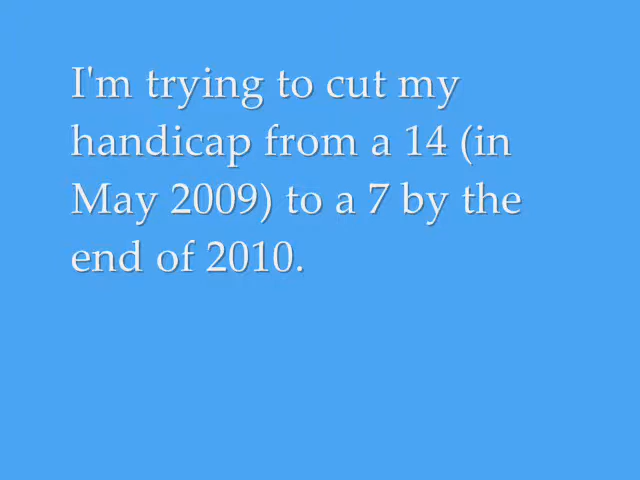 I'm trying to cut my
handicap from a 14 (in
May 2009) to a 7 by the
end of 2010.